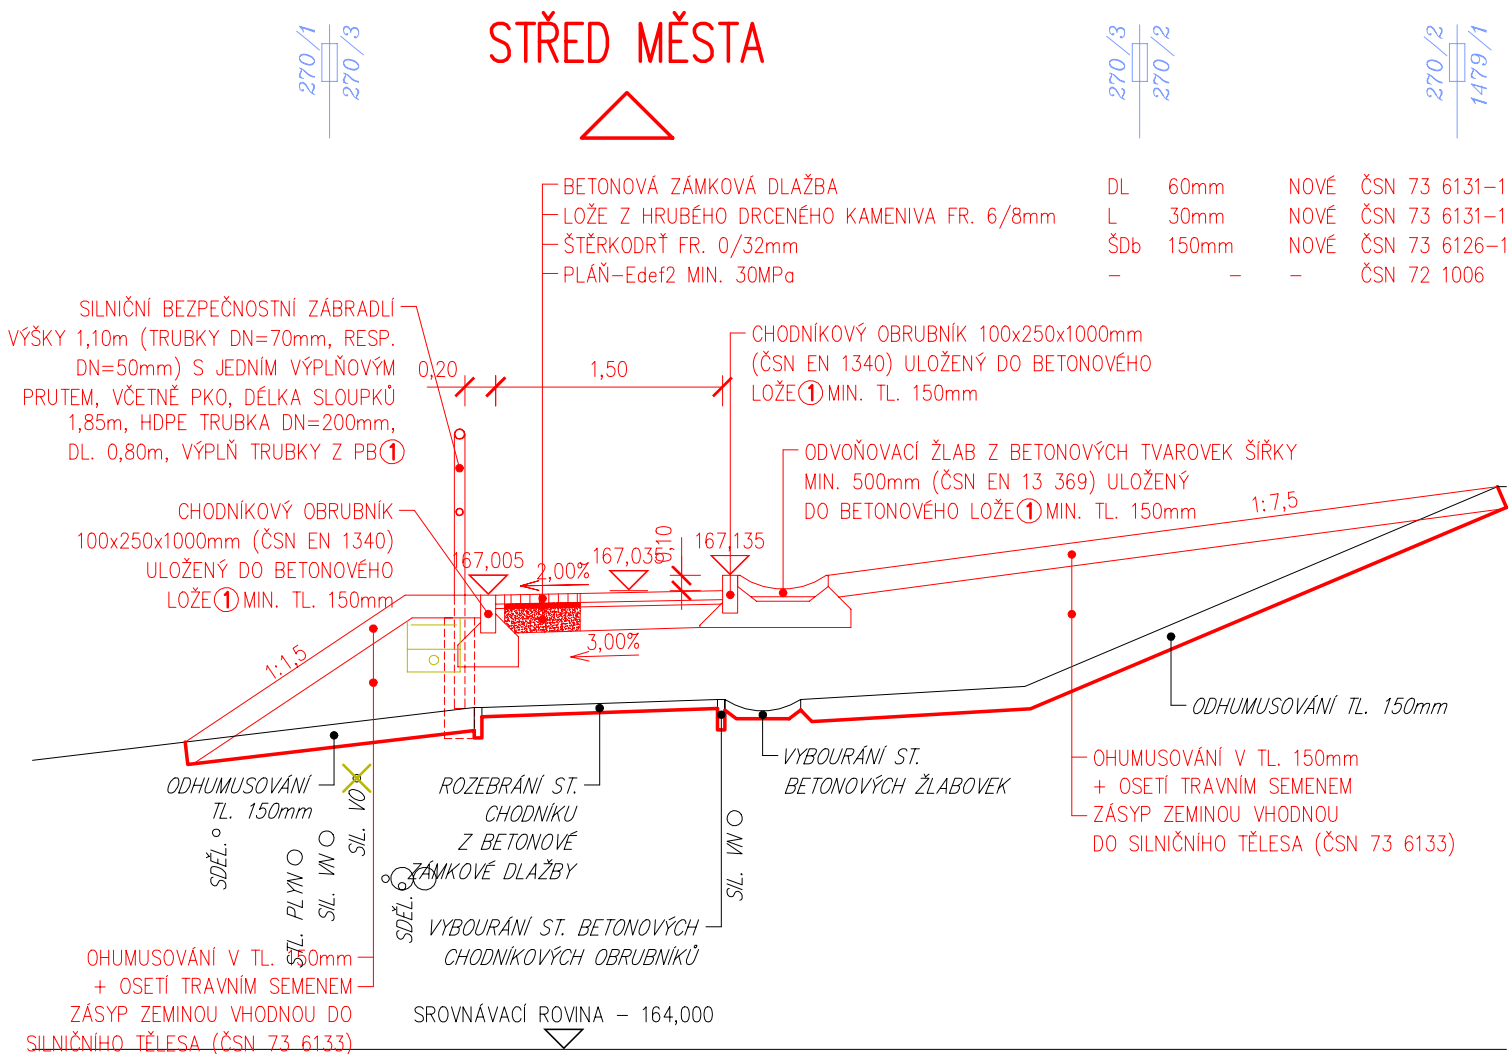 STŘED MĚSTA
270/1
270/3
270/3
270/2
270/2
1479/1
BETONOVÁ ZÁMKOVÁ DLAŽBA DL 60mm NOVÉ ČSN 73 6131-1
LOŽE Z HRUBÉHO DRCENÉHO KAMENIVA FR. 6/8mm L 30mm NOVÉ ČSN 73 6131-1
ŠTĚRKODRŤ FR. 0/32mm ŠDb 150mm NOVÉ ČSN 73 6126-1
PLÁŇ-Edef2 MIN. 30MPa - - - ČSN 72 1006
SILNIČNÍ BEZPEČNOSTNÍ ZÁBRADLÍ
VÝŠKY 1,10m (TRUBKY DN=70mm, RESP.
DN=50mm) S JEDNÍM VÝPLŇOVÝM
PRUTEM, VČETNĚ PKO, DÉLKA SLOUPKŮ
1,85m, HDPE TRUBKA DN=200mm,
DL. 0,80m, VÝPLŇ TRUBKY Z PB 1
0,20
1,50
CHODNÍKOVÝ OBRUBNÍK 100x250x1000mm
(ČSN EN 1340) ULOŽENÝ DO BETONOVÉHO
LOŽE 1 MIN. TL. 150mm
ODVOŇOVACÍ ŽLAB Z BETONOVÝCH TVAROVEK ŠÍŘKY
MIN. 500mm (ČSN EN 13 369) ULOŽENÝ
DO BETONOVÉHO LOŽE 1 MIN. TL. 150mm
1:7,5
CHODNÍKOVÝ OBRUBNÍK
100x250x1000mm (ČSN EN 1340)
ULOŽENÝ DO BETONOVÉHO
LOŽE 1 MIN. TL. 150mm
167,005
167,035
0,10
167,135
2,00%
3,00%
1:1,5
ODHUMUSOVÁNÍ TL. 150mm
ODHUMUSOVÁNÍ
TL. 150mm
ROZEBRÁNÍ ST.
CHODNÍKU
Z BETONOVÉ
ZÁMKOVÉ DLAŽBY
VYBOURÁNÍ ST.
BETONOVÝCH ŽLABOVEK
OHUMUSOVÁNÍ V TL. 150mm
+ OSETÍ TRAVNÍM SEMENEM
ZÁSYP ZEMINOU VHODNOU
DO SILNIČNÍHO TĚLESA (ČSN 73 6133)
SDĚL.
STL. PLYN
SIL. VN
SIL. VO
SDĚL.
SIL. VN
VYBOURÁNÍ ST. BETONOVÝCH
CHODNÍKOVÝCH OBRUBNÍKŮ
OHUMUSOVÁNÍ V TL. 150mm
+ OSETÍ TRAVNÍM SEMENEM
ZÁSYP ZEMINOU VHODNOU DO
SILNIČNÍHO TĚLESA (ČSN 73 6133)
SROVNÁVACÍ ROVINA - 164,000